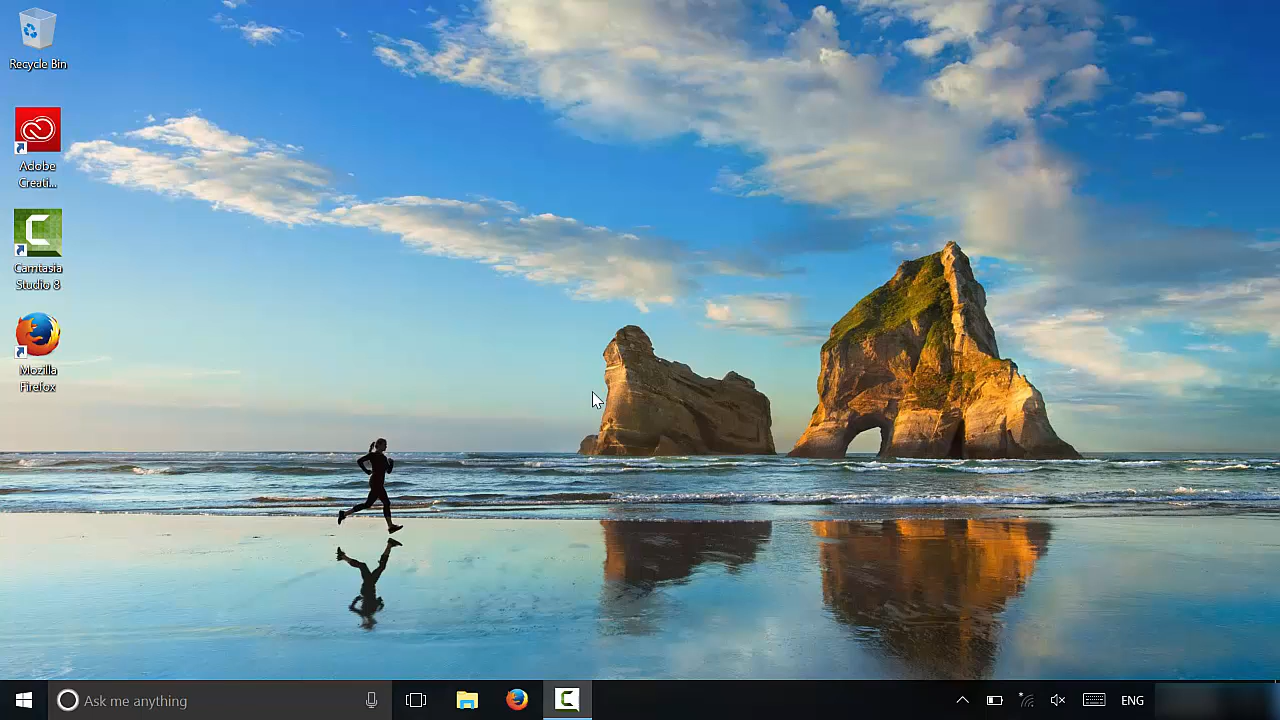 Recycle Bin
Adobe
Creati...
Camtasia
Studio 8
Mozilla
Firefox
Ask me anything
ENG